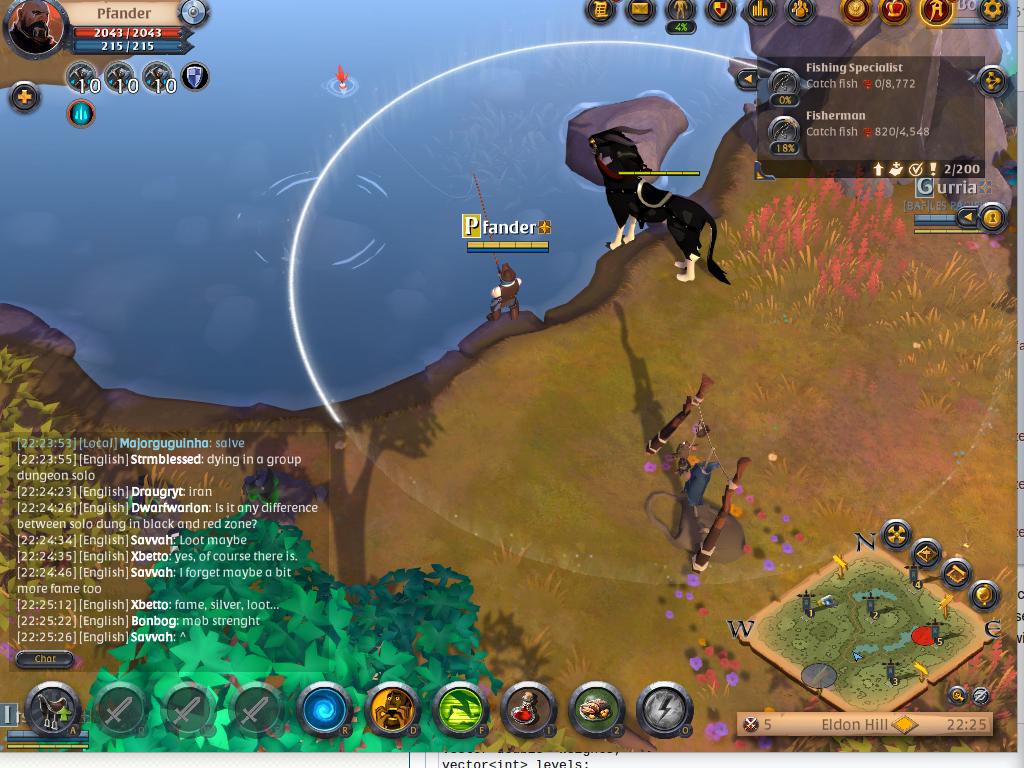 Pfander
2043/2043
215/215
10 10 10
4%
Fishing Specialist
Catch fish 0/8,772
0%
Fisherman
Catch fish 820/4,548
18%
2/200
Gurria
Pfander
[22:23:53] [Local] Majorguguinha: salve
[22:23:55] [English] Strmblessed: dying in a group
dungeon solo
[22:24:23] [English] Draugryt: iran
[22:24:26] [English] Dwarfwarion: Is it any difference
between solo dung in black and red zone?
[22:24:34] [English] Savvah: Loot maybe
[22:24:35] [English] Xbetto: yes, of course there is.
[22:24:46] [English] Savvah: I forget maybe a bit
more fame too
[22:25:12] [English] Xbetto: fame, silver, loot...
[22:25:22] [English] Bonbog: mob strenght
[22:25:26] [English] Savvah: ^
Chat
N
W
E
4
2
5
3
A
R
D
F
1
2
O
5 Eldon Hill 22:25
vector<int> levels;